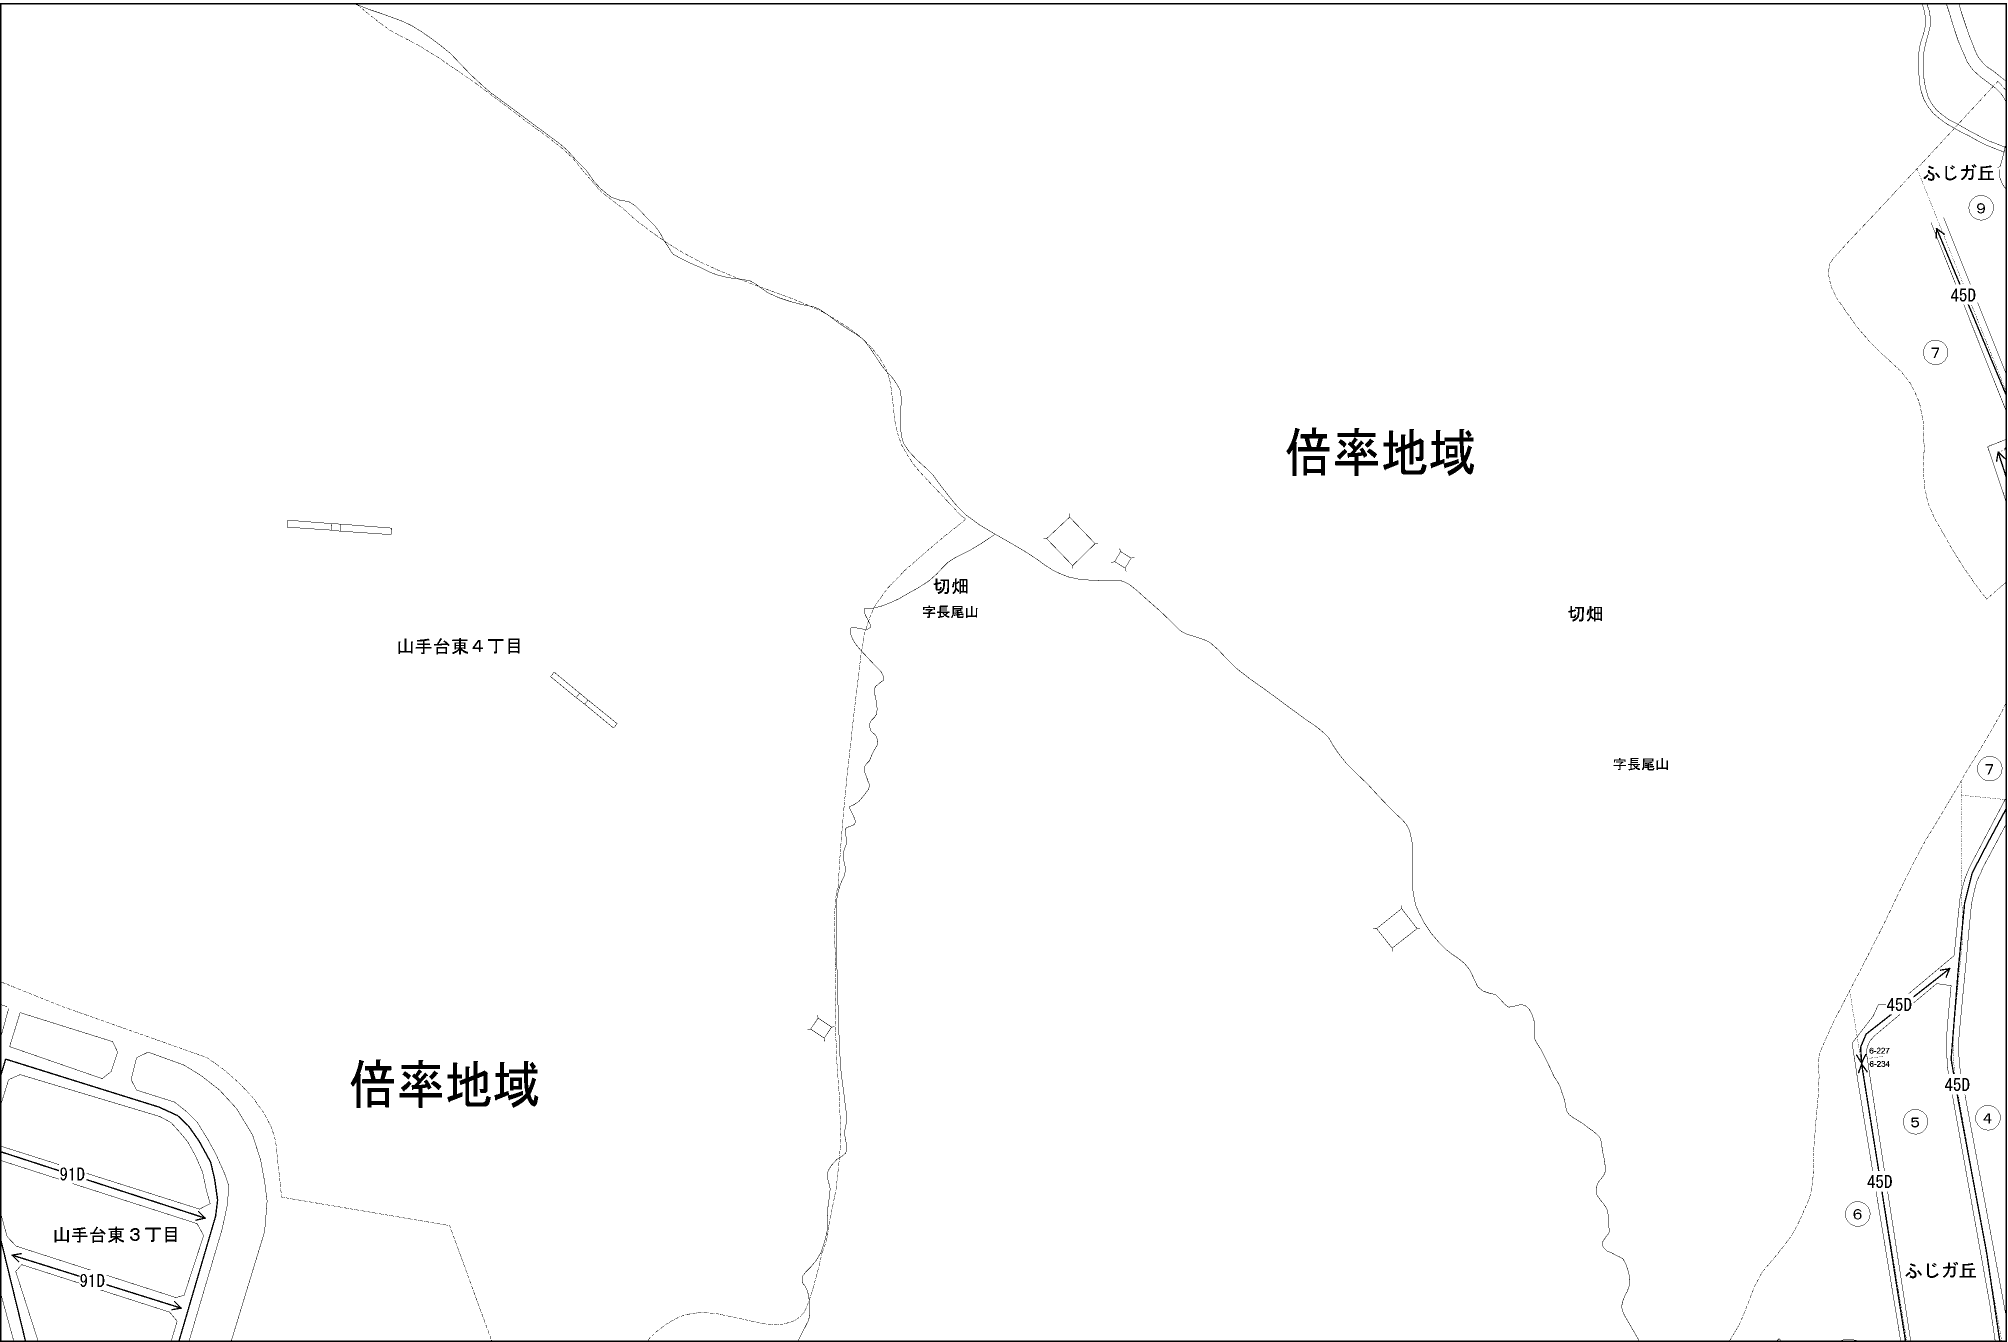 ふじガ丘
9
45D
7
倍率地域
切畑
字長尾山
切畑
山手台東４丁目
字長尾山
7
45D
6-227
6-234
倍率地域
45D
5
4
91D
45D
6
山手台東３丁目
ふじガ丘
91D